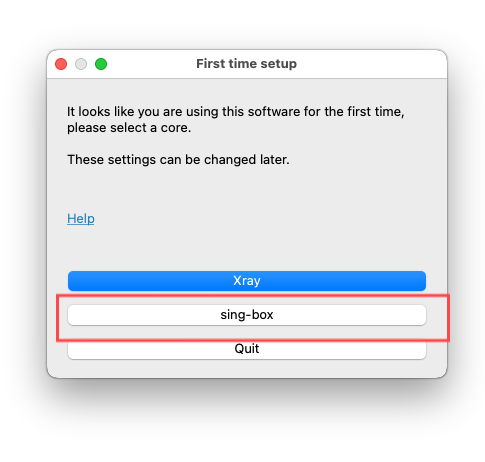 First time setup
It looks like you are using this software for the first time,
please select a core.
These settings can be changed later.
Help
Xray
sing-box
Quit